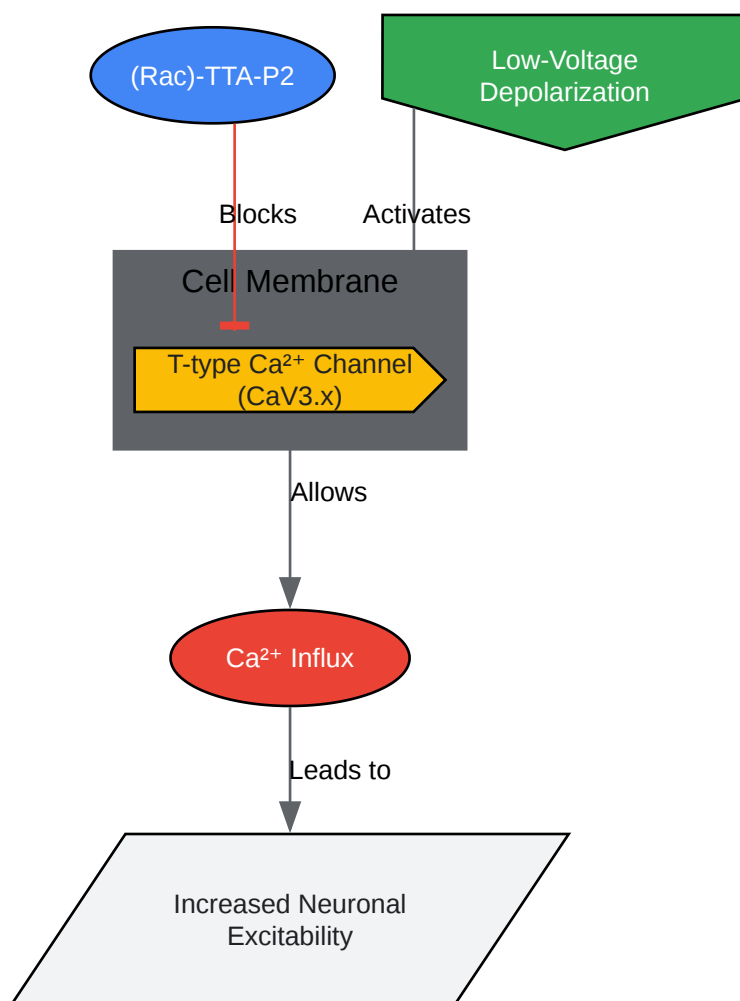 (Rac)-TTA-P2
Low-Voltage
Depolarization
Blocks
Activates
Cell Membrane
T-type Ca²⁺ Channel
(CaV3.x)
Allows
Ca²⁺ Influx
Leads to
Increased Neuronal
Excitability